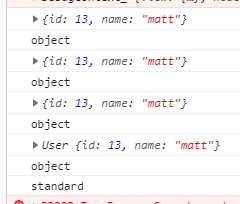 {id: 13, name: "matt"}
object
{id: 13, name: "matt"}
object
{id: 13, name: "matt"}
object
User {id: 13, name: "matt"}
object
standard